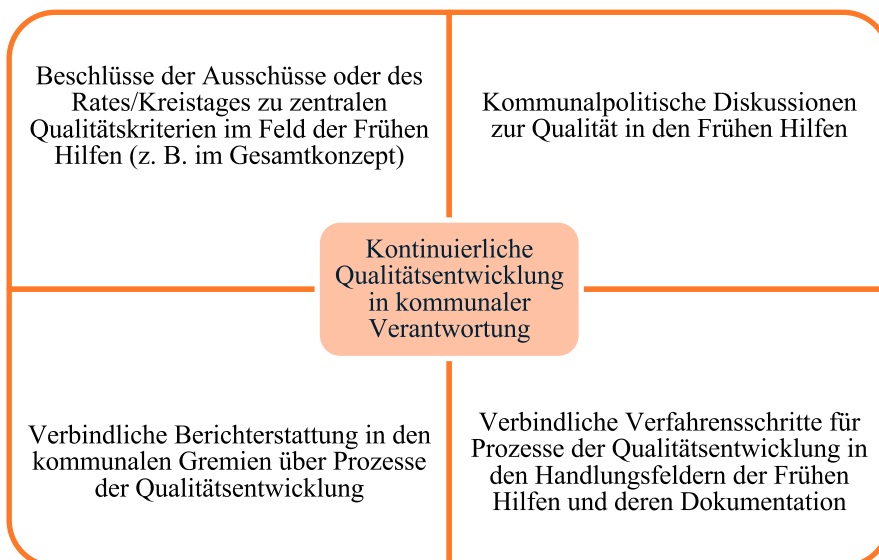 Beschlüsse der Ausschüsse oder des
Rates/Kreistages zu zentralen
Qualitätskriterien im Feld der Frühen
Hilfen (z. B. im Gesamtkonzept)
Kommunalpolitische Diskussionen
zur Qualität in den Frühen Hilfen
Kontinuierliche
Qualitätsentwicklung
in kommunaler
Verantwortung
Verbindliche Berichterstattung in den
kommunalen Gremien über Prozesse
der Qualitätsentwicklung
Verbindliche Verfahrensschritte für
Prozesse der Qualitätsentwicklung in
den Handlungsfeldern der Frühen
Hilfen und deren Dokumentation